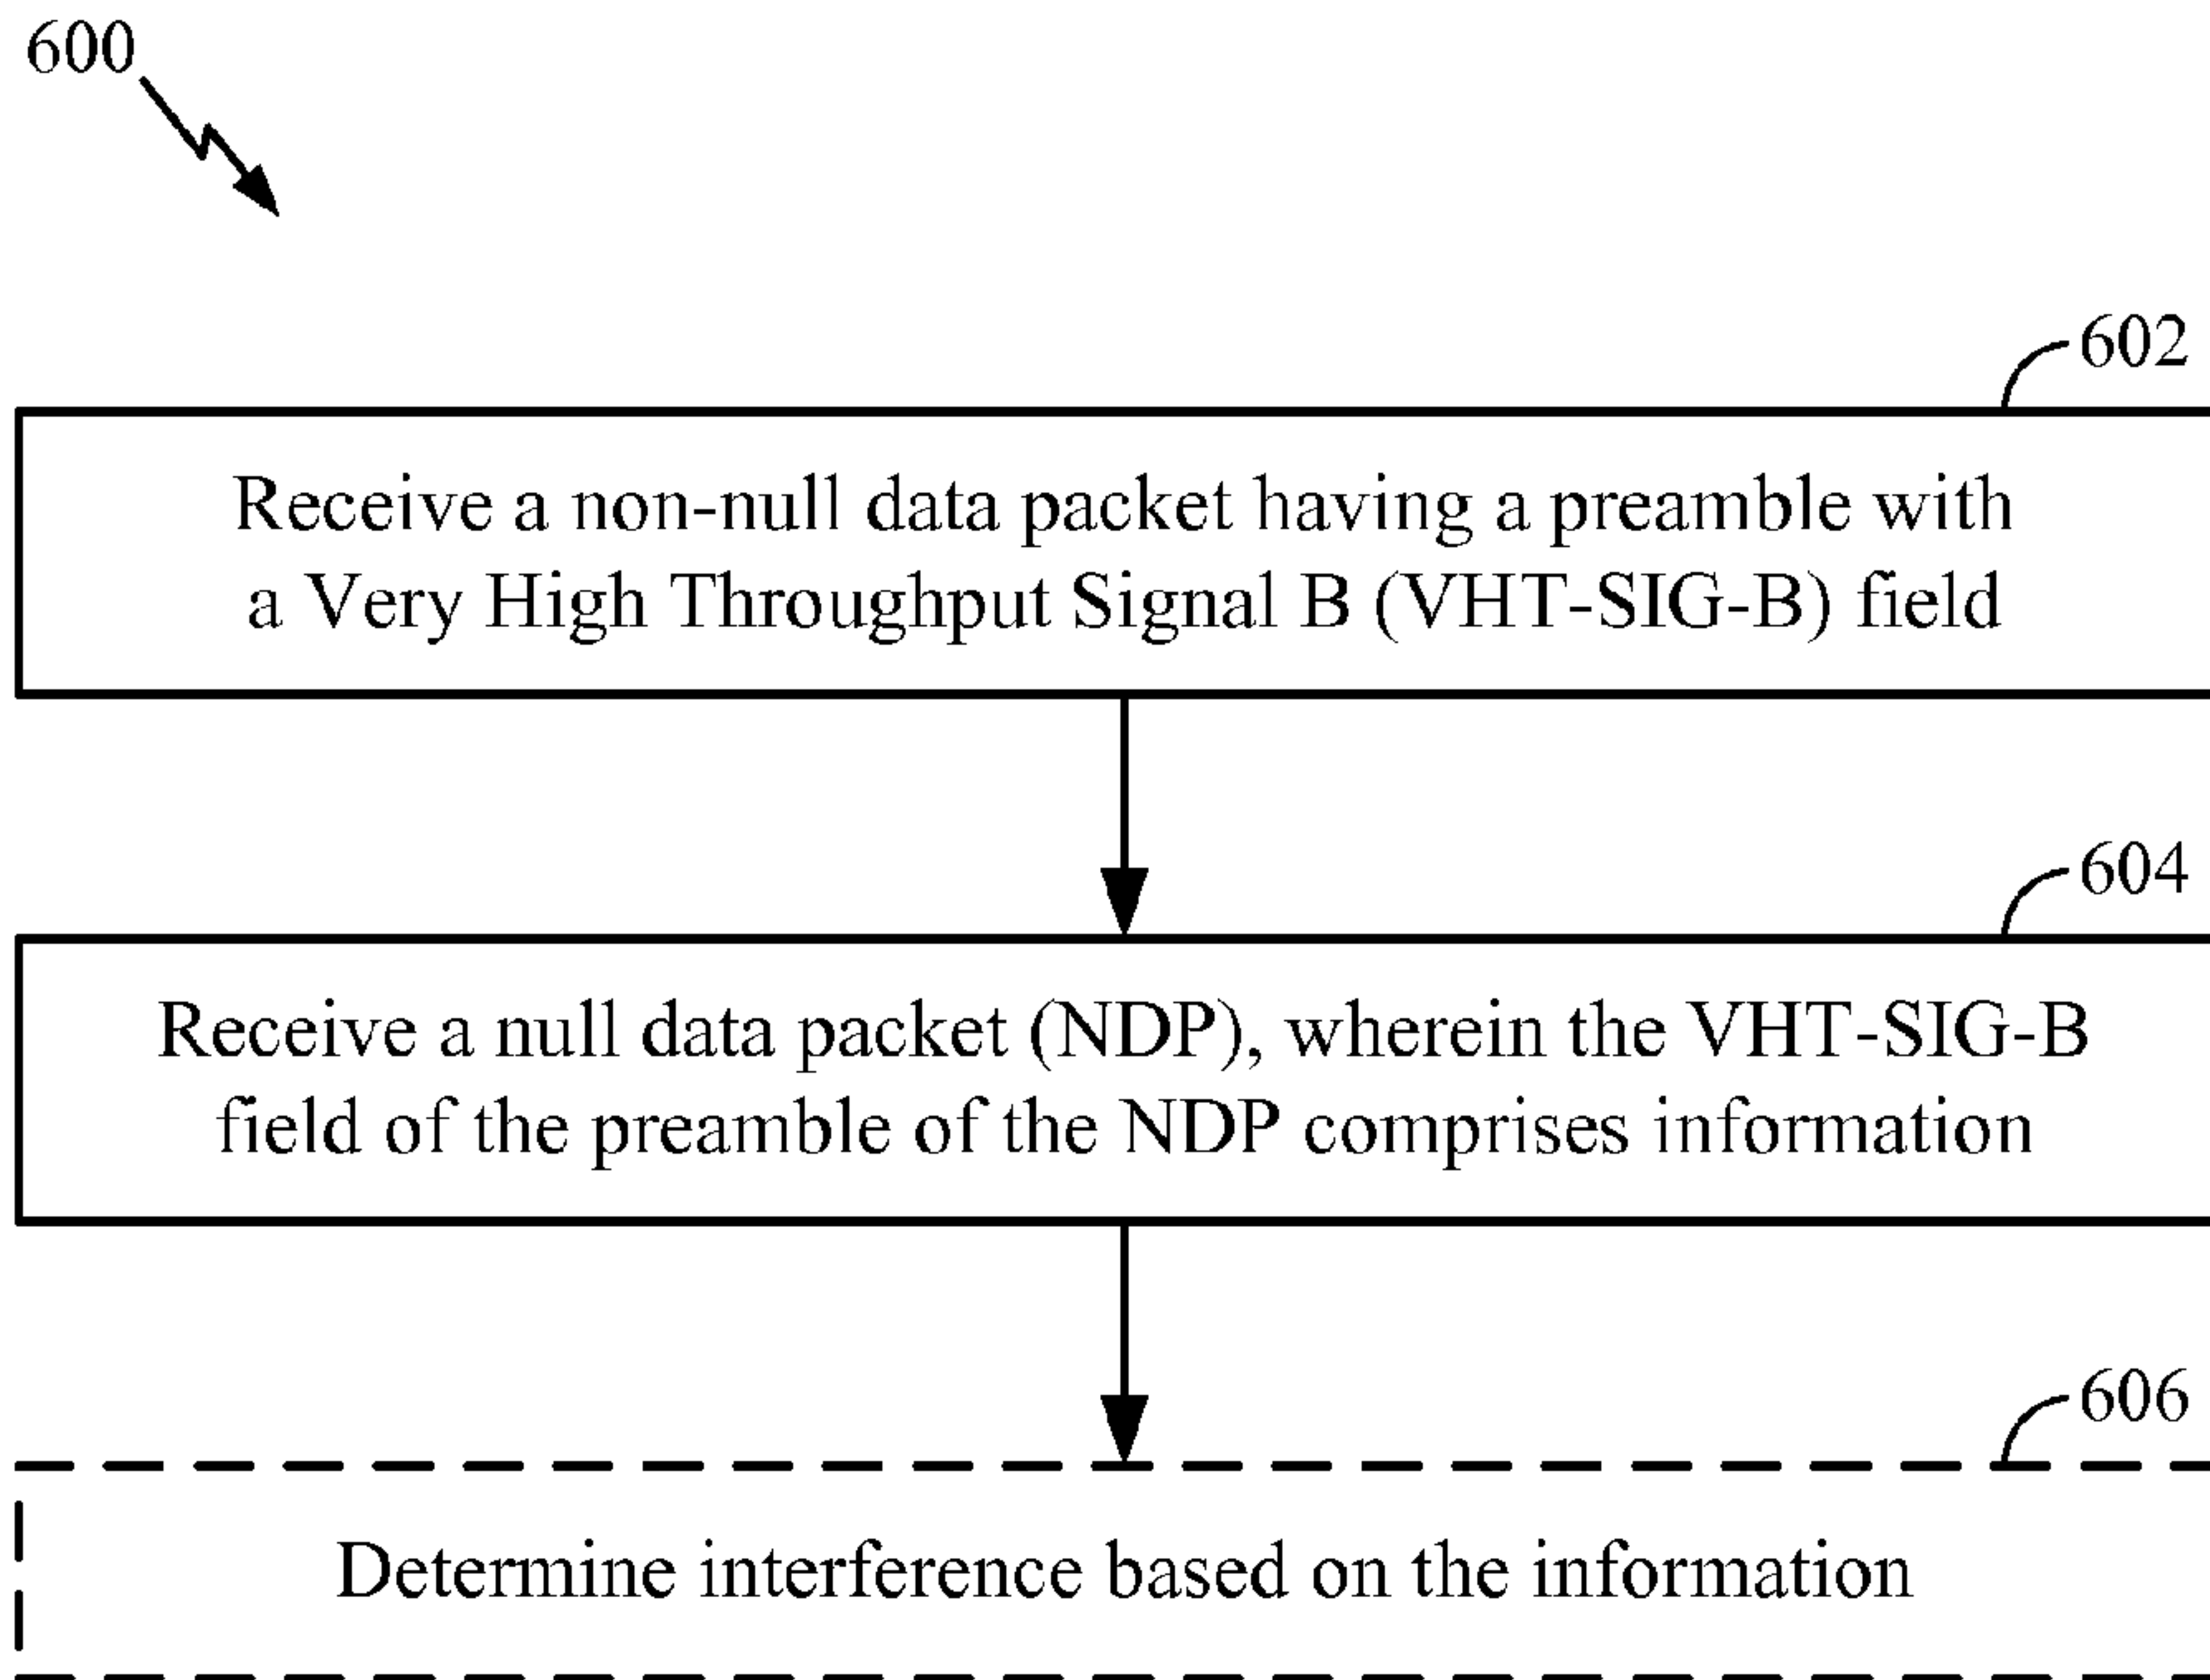 600
602
Receive a non-null data packet having a preamble with
a Very High Throughput Signal B (VHT-SIG-B) field
604
Receive a null data packet (NDP), wherein the VHT-SIG-B
field of the preamble of the NDP comprises information
606
Determine interference based on the information